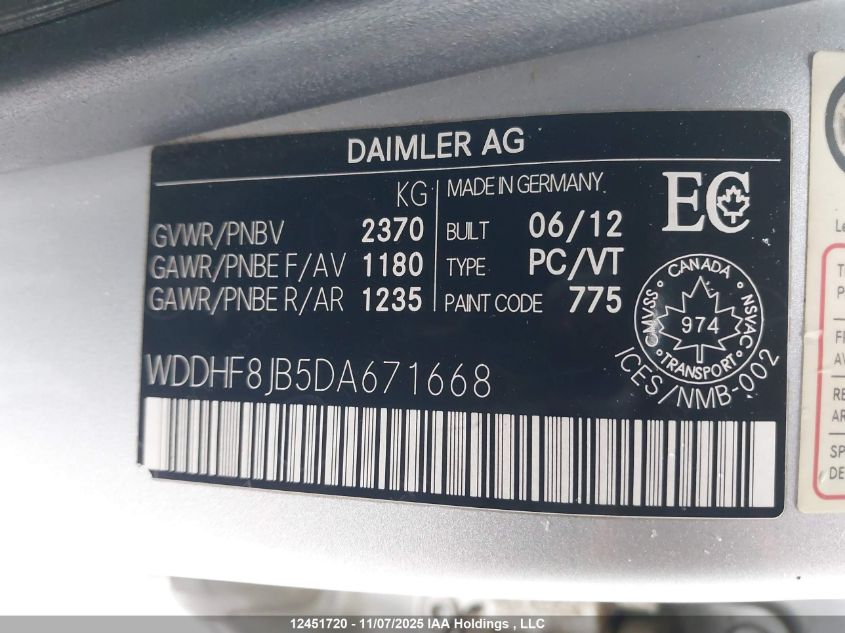 DAIMLER AG
KG
MADE IN GERMANY
GVWR/PNBV 2370
BUILT 06/12
GAWR/PNBE F/AV 1180
TYPE PC/VT
GAWR/PNBE R/AR 1235
PAINT CODE 775
EC
CANADA
CMVSS
974
NSVAC
TRANSPORT
ICES/NMB-002
WDDHF8JB5DA671668
12451720 - 11/07/2025 IAA Holdings , LLC